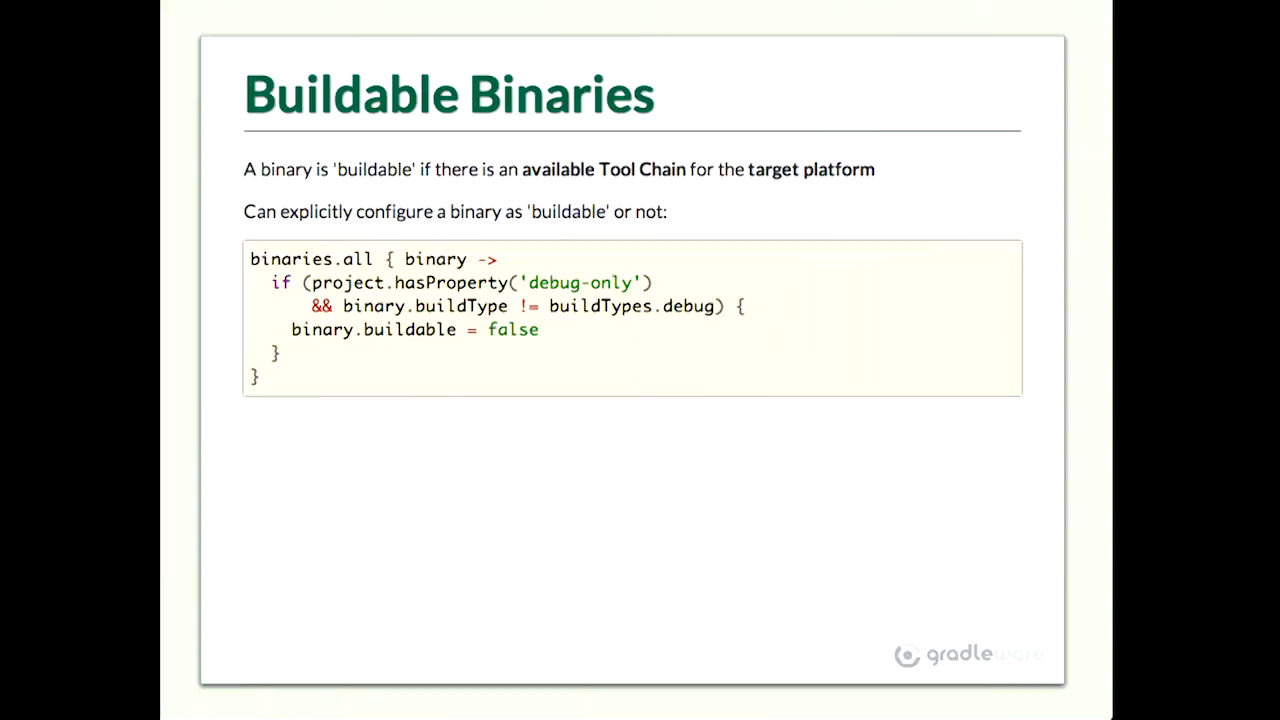 Buildable Binaries
A binary is 'buildable' if there is an available Tool Chain for the target platform
Can explicitly configure a binary as 'buildable' or not:
binaries.all { binary ->
  if (project.hasProperty('debug-only')
      && binary.buildType != buildTypes.debug) {
    binary.buildable = false
  }
}
gradleware